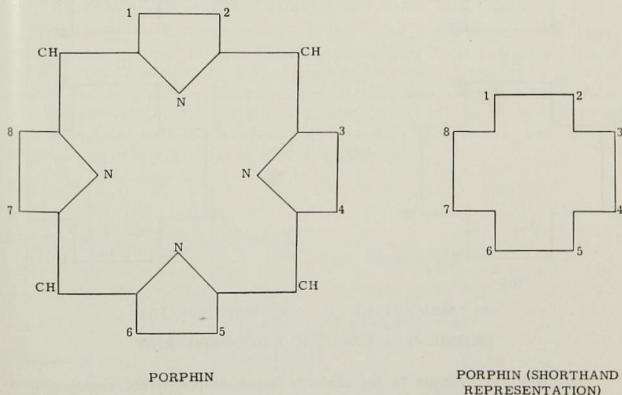 1 2
CH CH
N
1 2
8 3
8 3
N N
7 4
7 4
N
6 5
CH CH
6 5
PORPHIN
PORPHIN (SHORTHAND
REPRESENTATION)